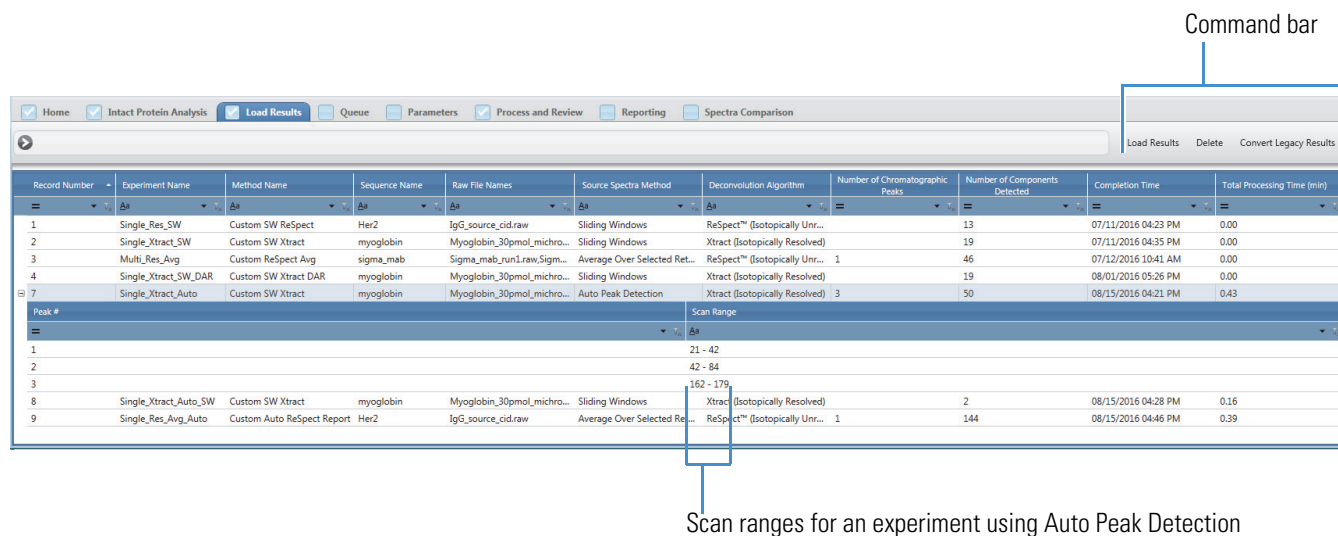 Command bar
Home Intact Protein Analysis Load Results Queue Parameters Process and Review Reporting Spectra Comparison
Load Results Delete Convert Legacy Results
Record Number Experiment Name Method Name Sequence Name Raw File Names Source Spectra Method Deconvolution Algorithm Number of Chromatographic Peaks Number of Components Detected Completion Time Total Processing Time (min)
= Aa Aa Aa Aa Aa Aa = = = =
1 Single_Res_SW Custom SW ReSpect Her2 IgG_source_cid.raw Sliding Windows ReSpect™ (Isotopically Unr... 13 07/11/2016 04:23 PM 0.00
2 Single_Xtract_SW Custom SW Xtract myoglobin Myoglobin_30pmol_michro... Sliding Windows Xtract (Isotopically Resolved) 19 07/11/2016 04:35 PM 0.00
3 Multi_Res_Avg Custom ReSpect Avg sigma_mab Sigma_mab_run1.raw,Sigm... Average Over Selected Ret... ReSpect™ (Isotopically Unr... 1 46 07/12/2016 10:41 AM 0.00
4 Single_Xtract_SW_DAR Custom SW Xtract DAR myoglobin Myoglobin_30pmol_michro... Sliding Windows Xtract (Isotopically Resolved) 19 08/01/2016 05:26 PM 0.00
7 Single_Xtract_Auto Custom SW Xtract myoglobin Myoglobin_30pmol_michro... Auto Peak Detection Xtract (Isotopically Resolved) 3 50 08/15/2016 04:21 PM 0.43
Peak # Scan Range
= Aa
1 21 - 42
2 42 - 84
3 162 - 179
8 Single_Xtract_Auto_SW Custom SW Xtract myoglobin Myoglobin_30pmol_michro... Sliding Windows Xtract (Isotopically Resolved) 2 08/15/2016 04:28 PM 0.16
9 Single_Res_Avg_Auto Custom Auto ReSpect Report Her2 IgG_source_cid.raw Average Over Selected Re... ReSpect™ (Isotopically Unr... 1 144 08/15/2016 04:46 PM 0.39
Scan ranges for an experiment using Auto Peak Detection